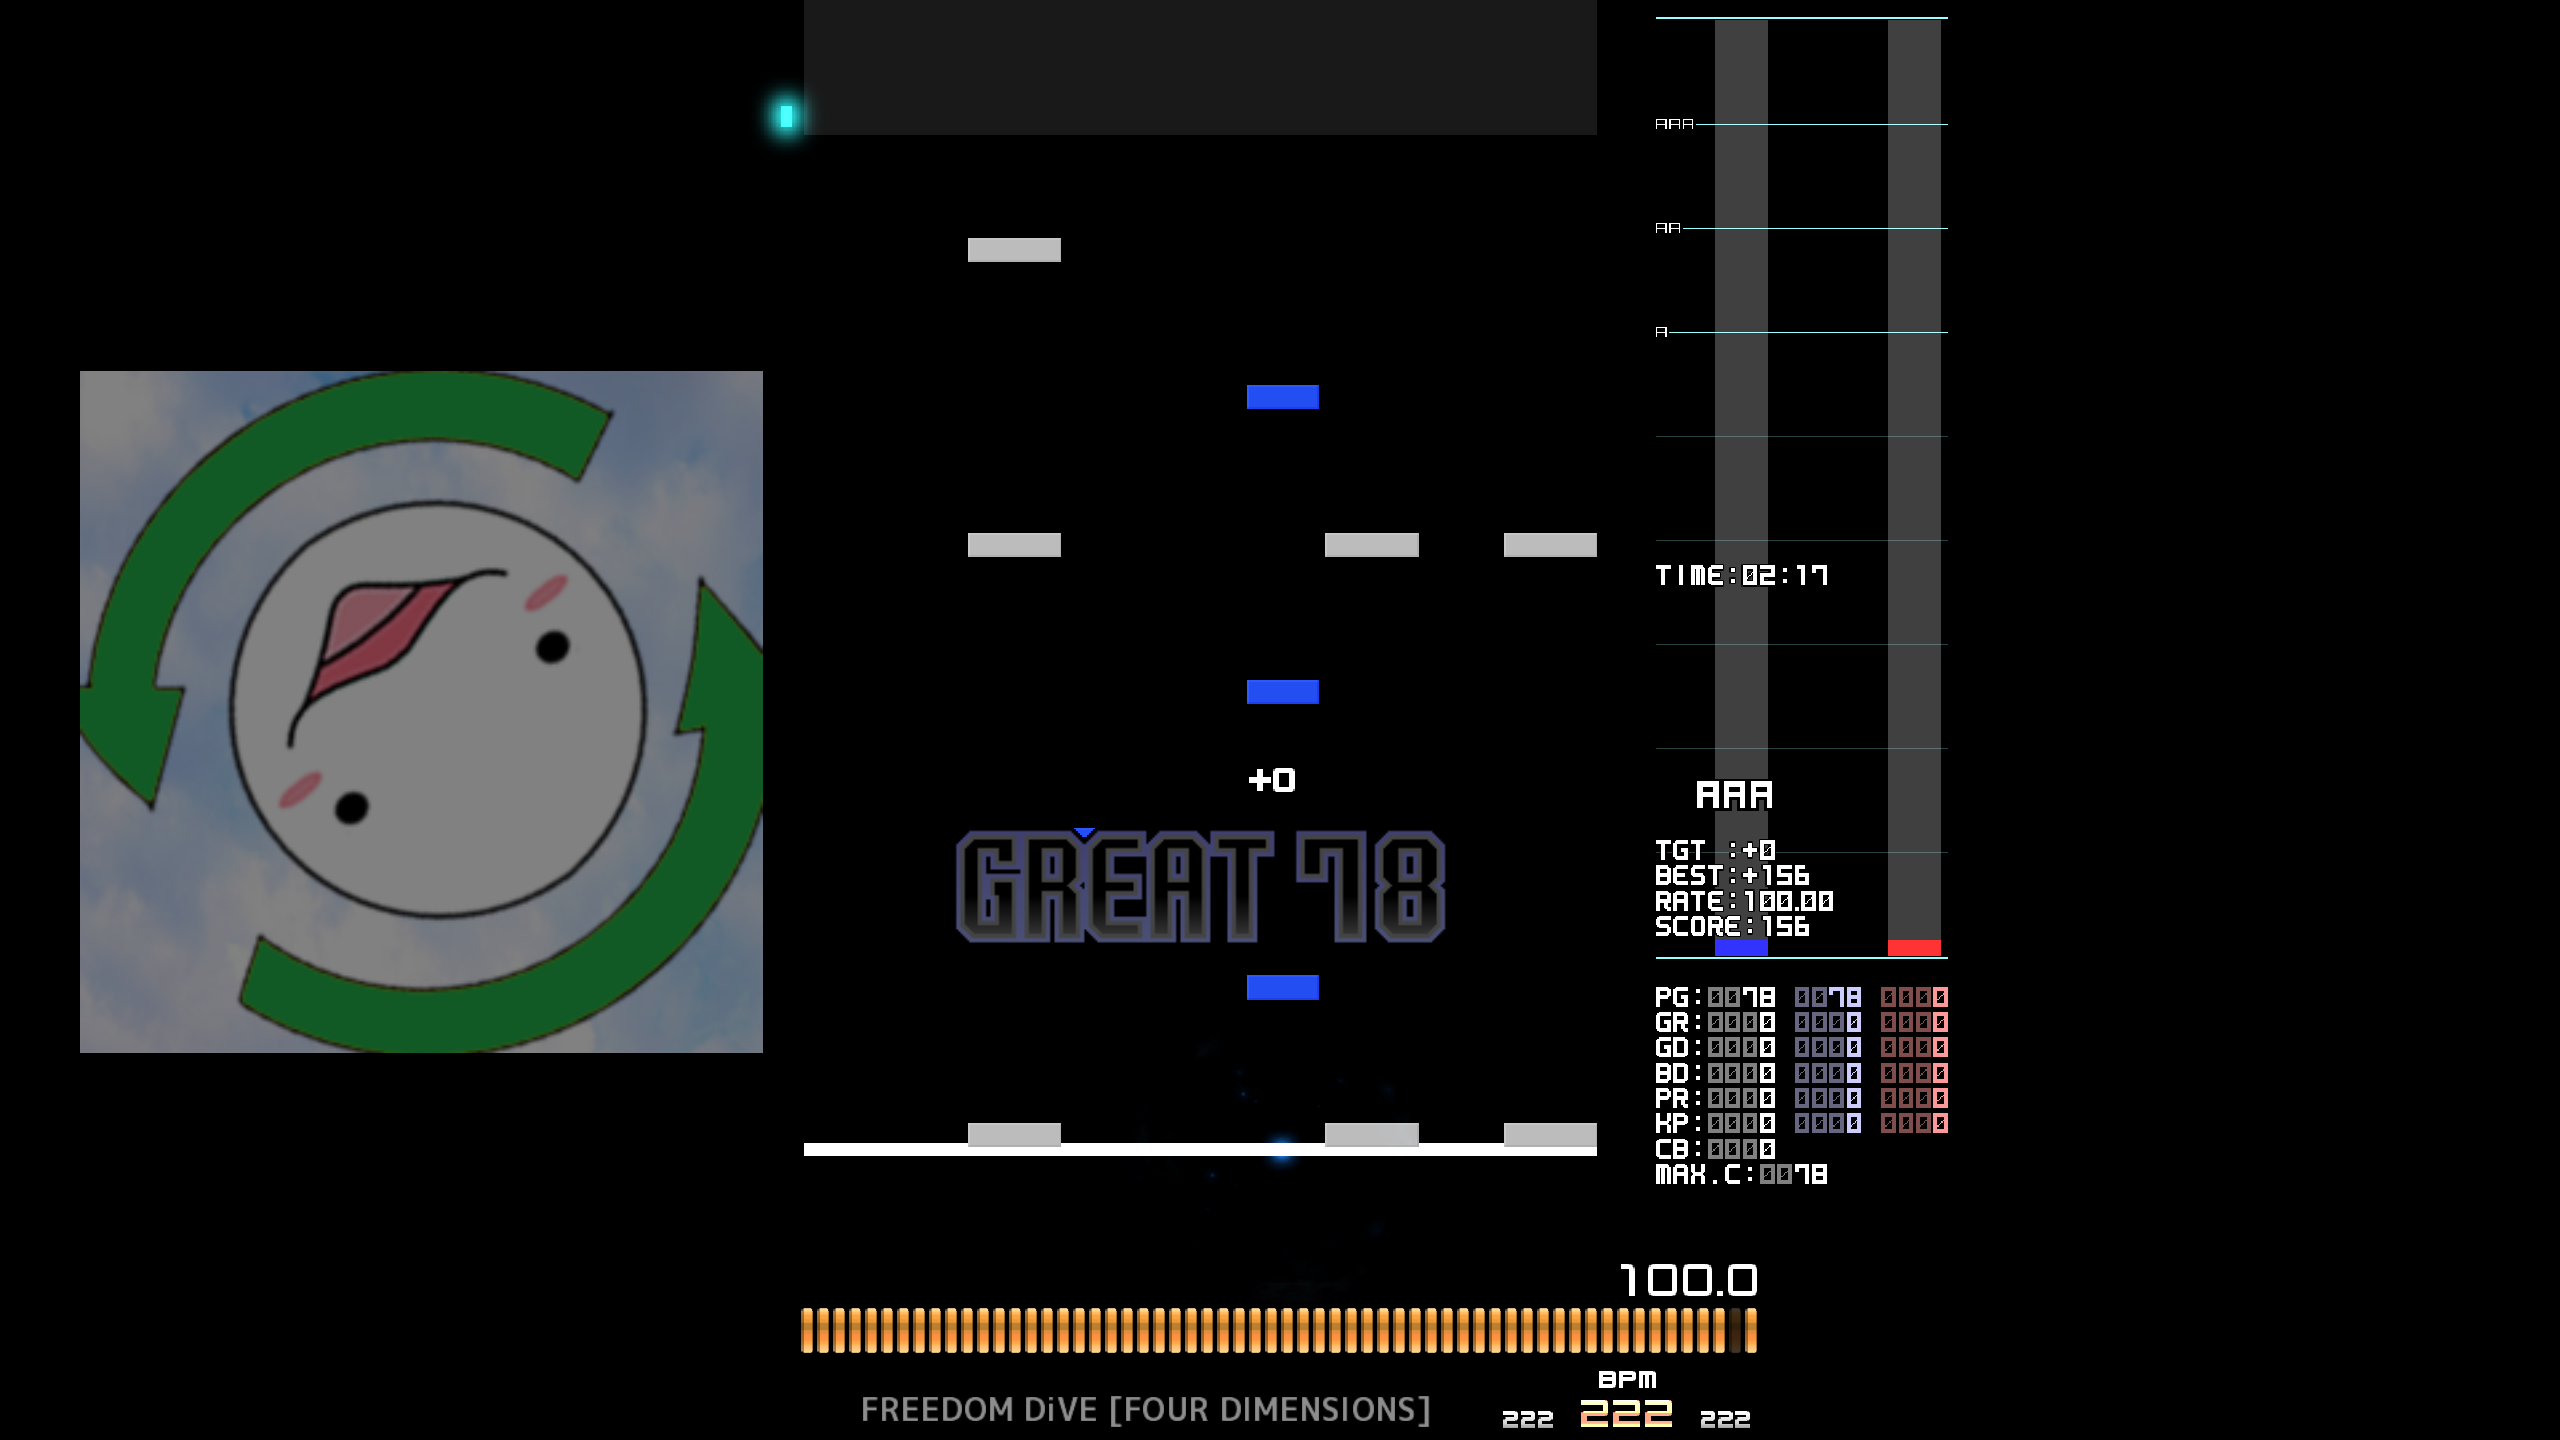 AAA
AA
A
TIME:02:17
+0
AAA
GREAT 78
TGT :+0
BEST:+156
RATE:100.00
SCORE:156
PG:0078 0078 0000
GR:0000 0000 0000
GD:0000 0000 0000
BD:0000 0000 0000
PR:0000 0000 0000
KP:0000 0000 0000
CB:0000
MAX.C:0078
100.0
BPM
FREEDOM DiVE [FOUR DIMENSIONS]
222 222 222